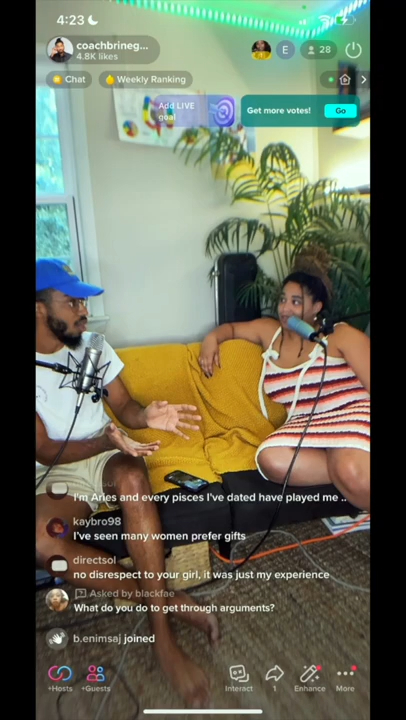 4:23
coachbrineg...
4.8K likes
E
28
Chat
Weekly Ranking
Add LIVE
goal
Get more votes!
Go
I'm Aries and every pisces I've dated have played me ..
kaybro98
I've seen many women prefer gifts
directsol
no disrespect to your girl, it was just my experience
Asked by blackfae
What do you do to get through arguments?
b.enimsaj joined
+Hosts
+Guests
Interact
1
Enhance
More